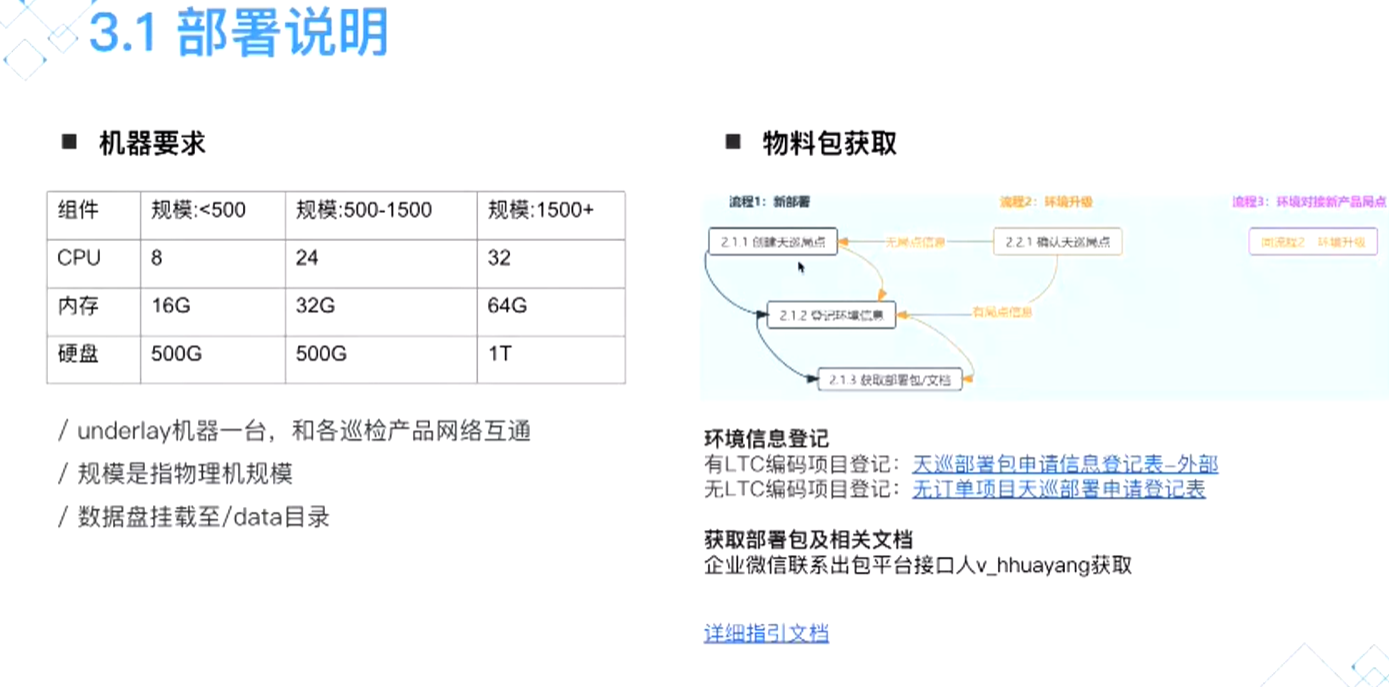 3.1 部署说明
■ 机器要求
组件 规模:<500 规模:500-1500 规模:1500+
CPU 8 24 32
内存 16G 32G 64G
硬盘 500G 500G 1T
/ underlay机器一台，和各巡检产品网络互通
/ 规模是指物理机规模
/ 数据盘挂载至/data目录
■ 物料包获取
流程1：新部署 流程2：环境升级 流程3：环境对接新产品局点
2.1.1 创建天巡局点 无局点信息 2.2.1 确认天巡局点 同流程2 环境升级
2.1.2 登记环境信息 有局点信息
2.1.3 获取部署包/文档
环境信息登记
有LTC编码项目登记：天巡部署包申请信息登记表-外部
无LTC编码项目登记：无订单项目天巡部署申请登记表
获取部署包及相关文档
企业微信联系出包平台接口人v_hhuayang获取
详细指引文档